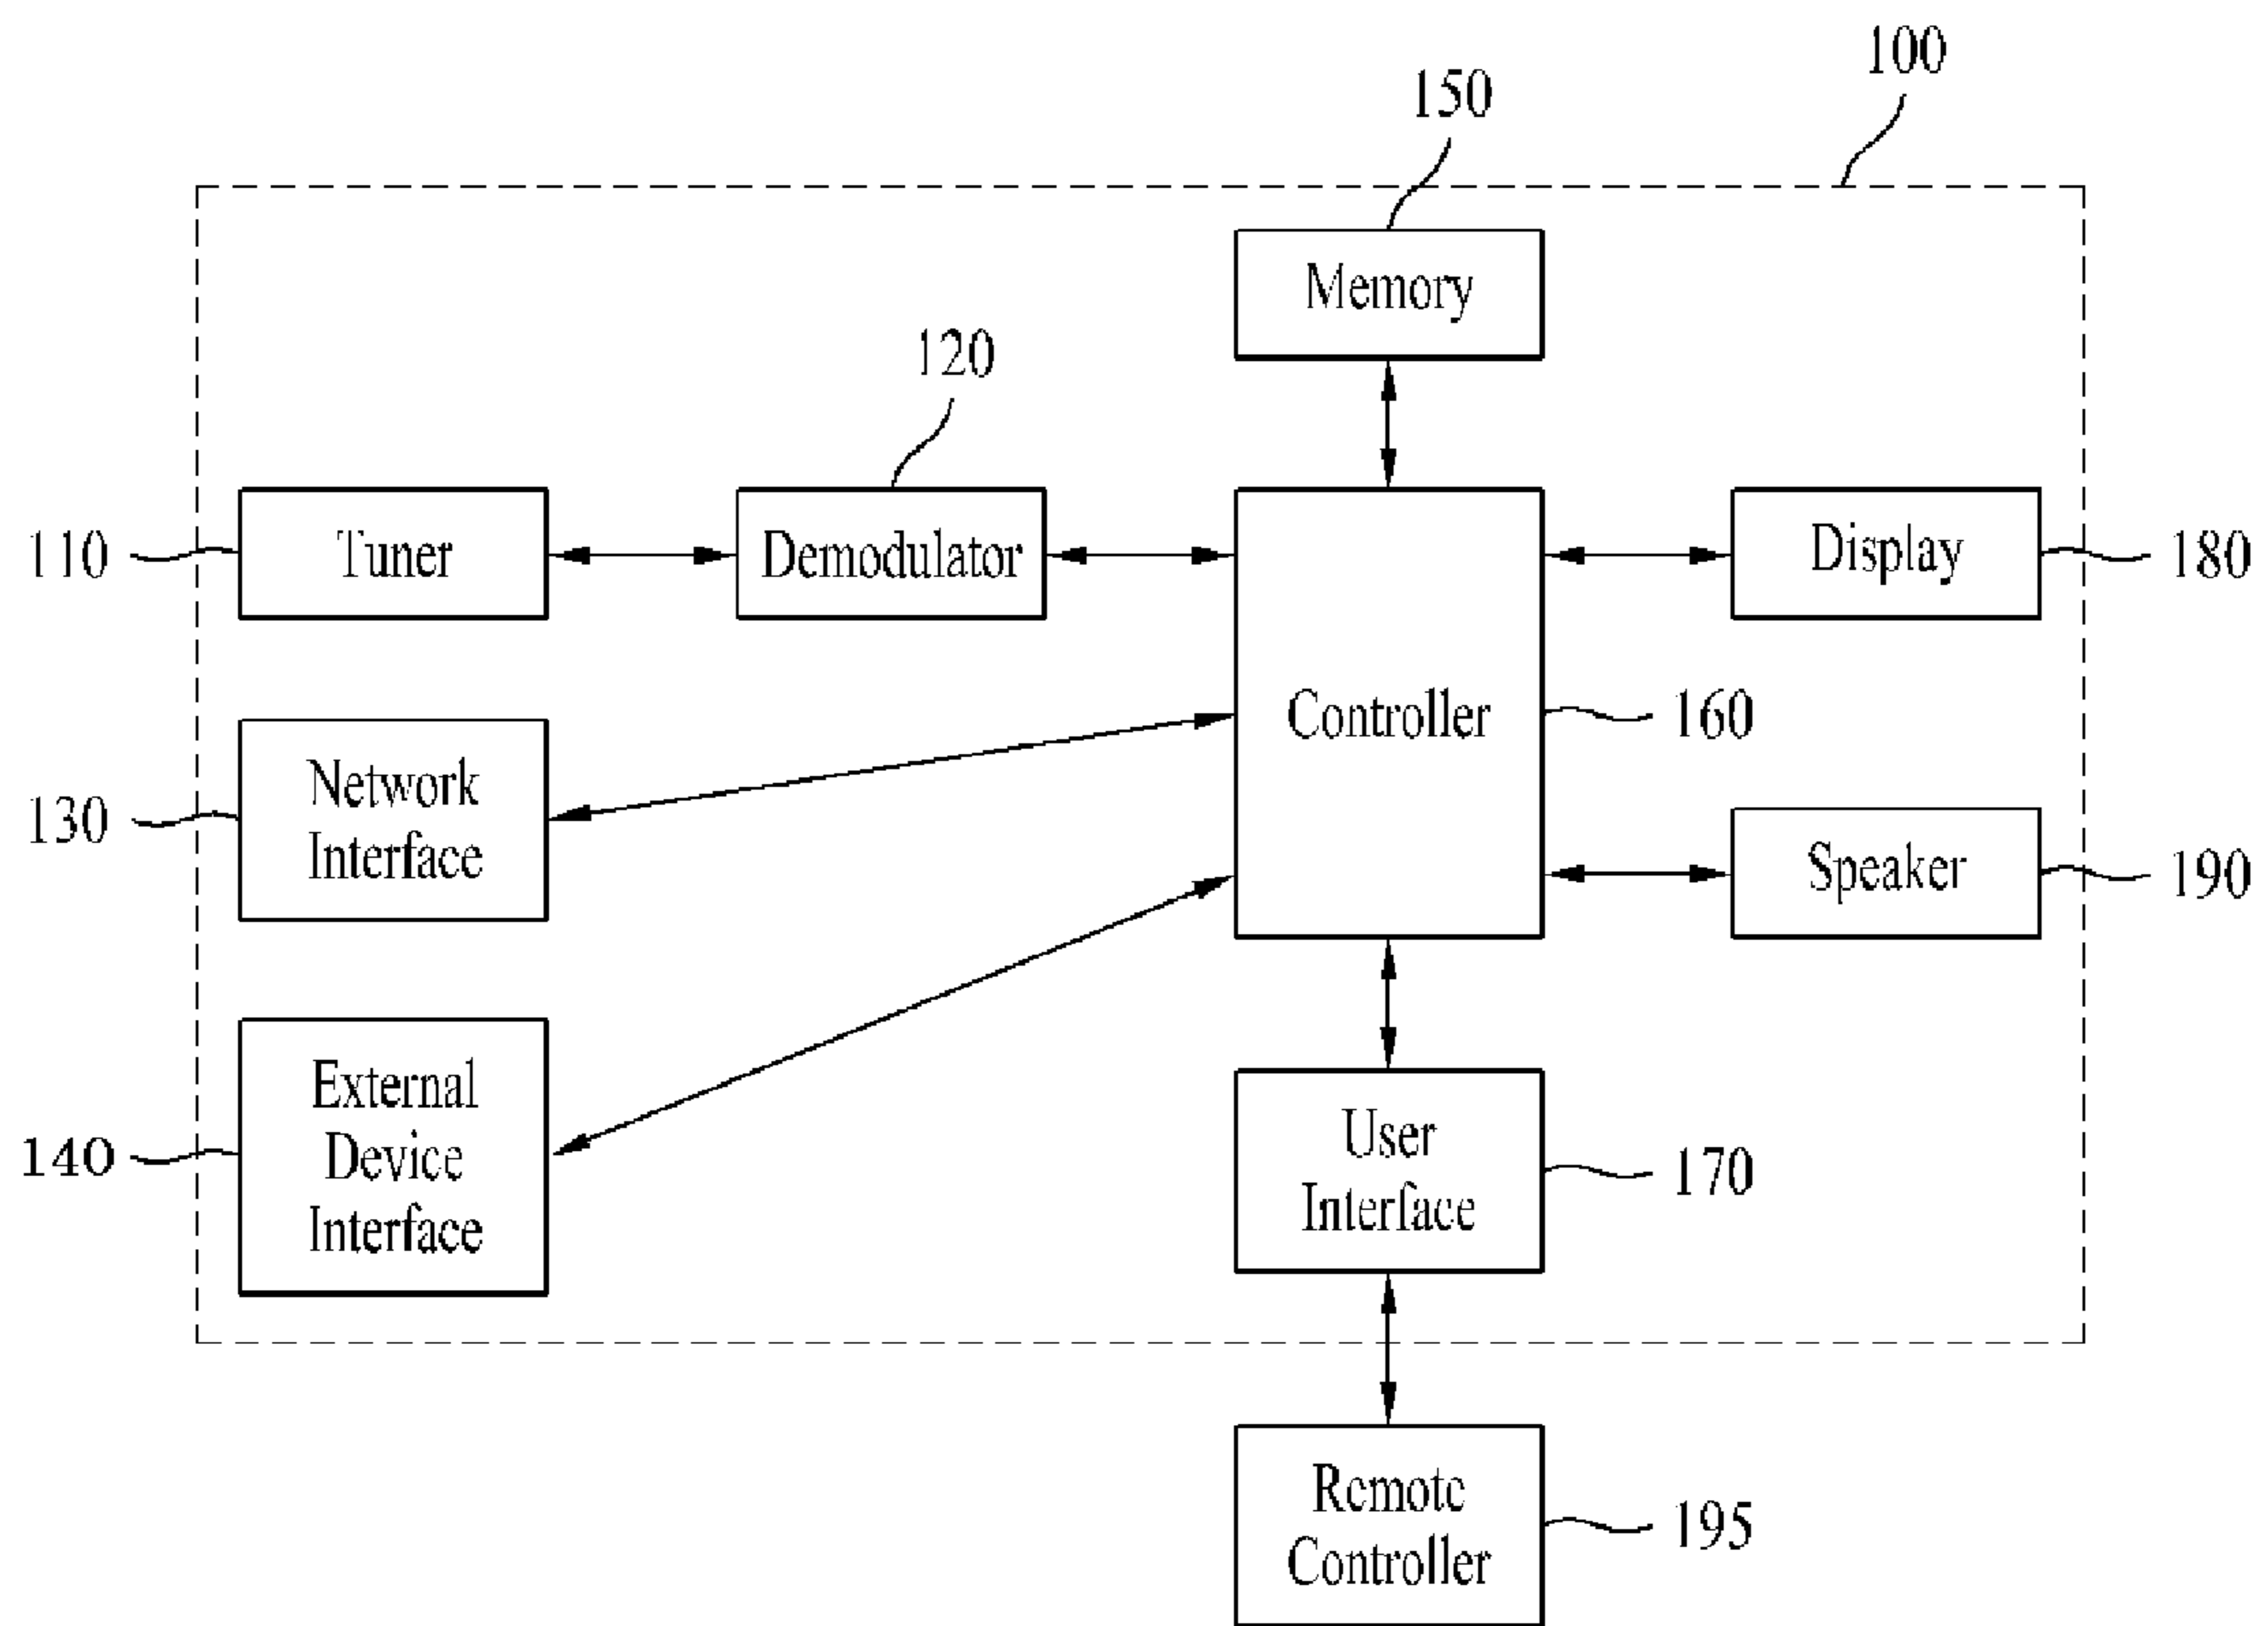 100
150
Memory
120
110
Tuner
Demodulator
Display
180
Controller
160
Network
Interface
130
Speaker
190
External
Device
Interface
140
User
Interface
170
Remote
Controller
195